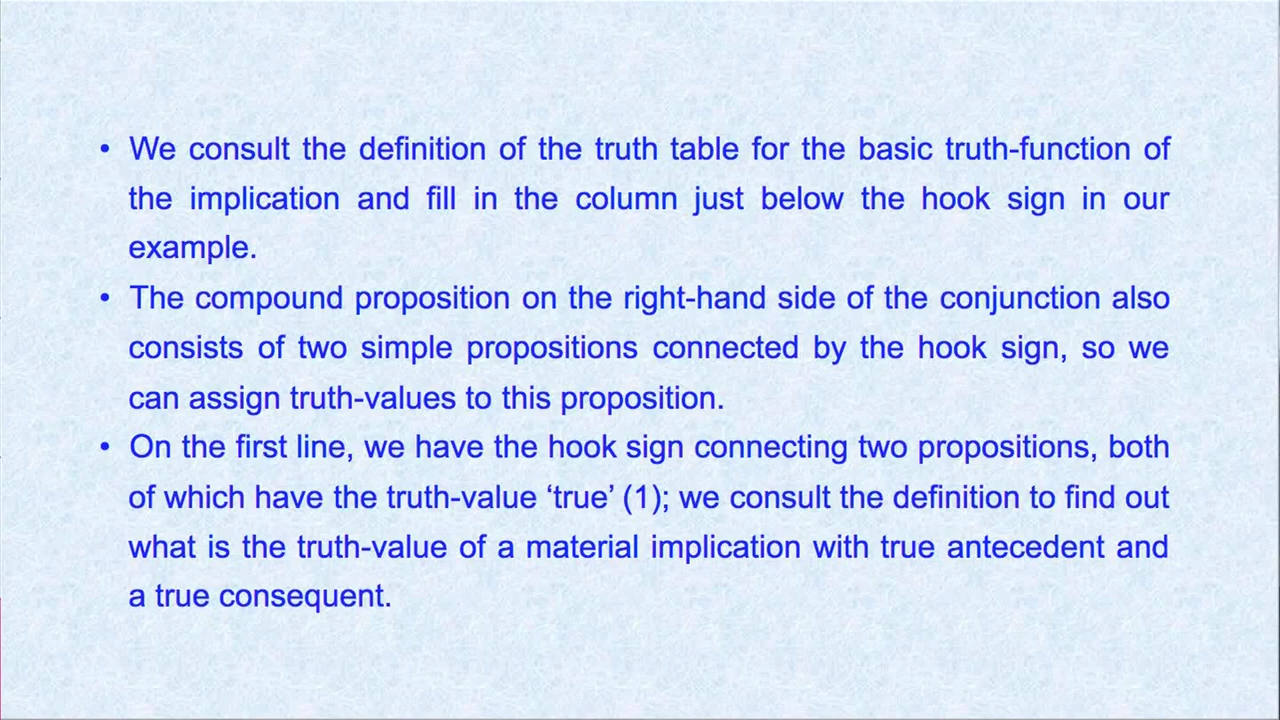 • We consult the definition of the truth table for the basic truth-function of
the implication and fill in the column just below the hook sign in our
example.
• The compound proposition on the right-hand side of the conjunction also
consists of two simple propositions connected by the hook sign, so we
can assign truth-values to this proposition.
• On the first line, we have the hook sign connecting two propositions, both
of which have the truth-value ‘true’ (1); we consult the definition to find out
what is the truth-value of a material implication with true antecedent and
a true consequent.